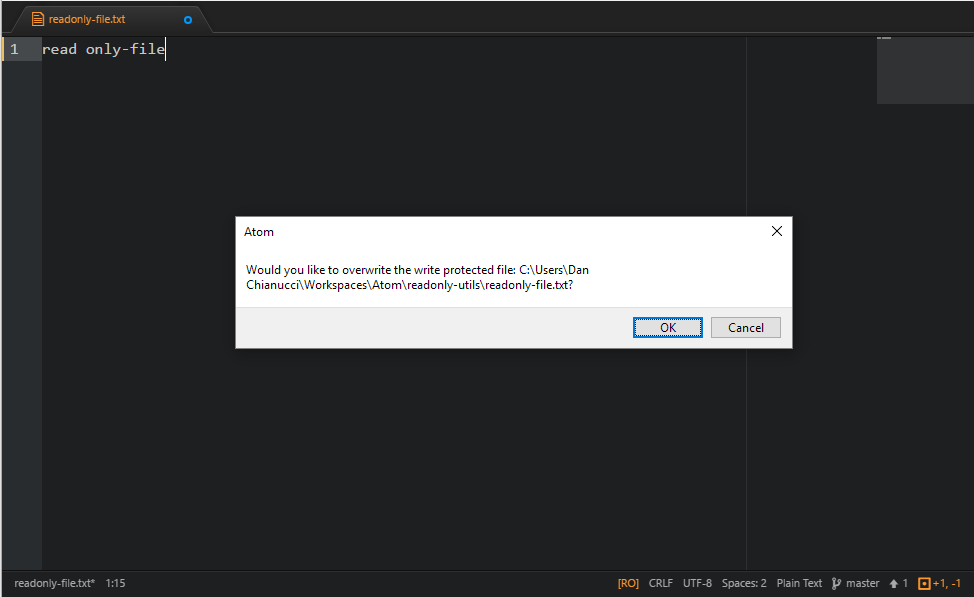 readonly-file.txt
1 read only-file
Atom
Would you like to overwrite the write protected file: C:\Users\Dan
Chianucci\Workspaces\Atom\readonly-utils\readonly-file.txt?
OK Cancel
readonly-file.txt* 1:15 [RO] CRLF UTF-8 Spaces: 2 Plain Text master 1 +1, -1